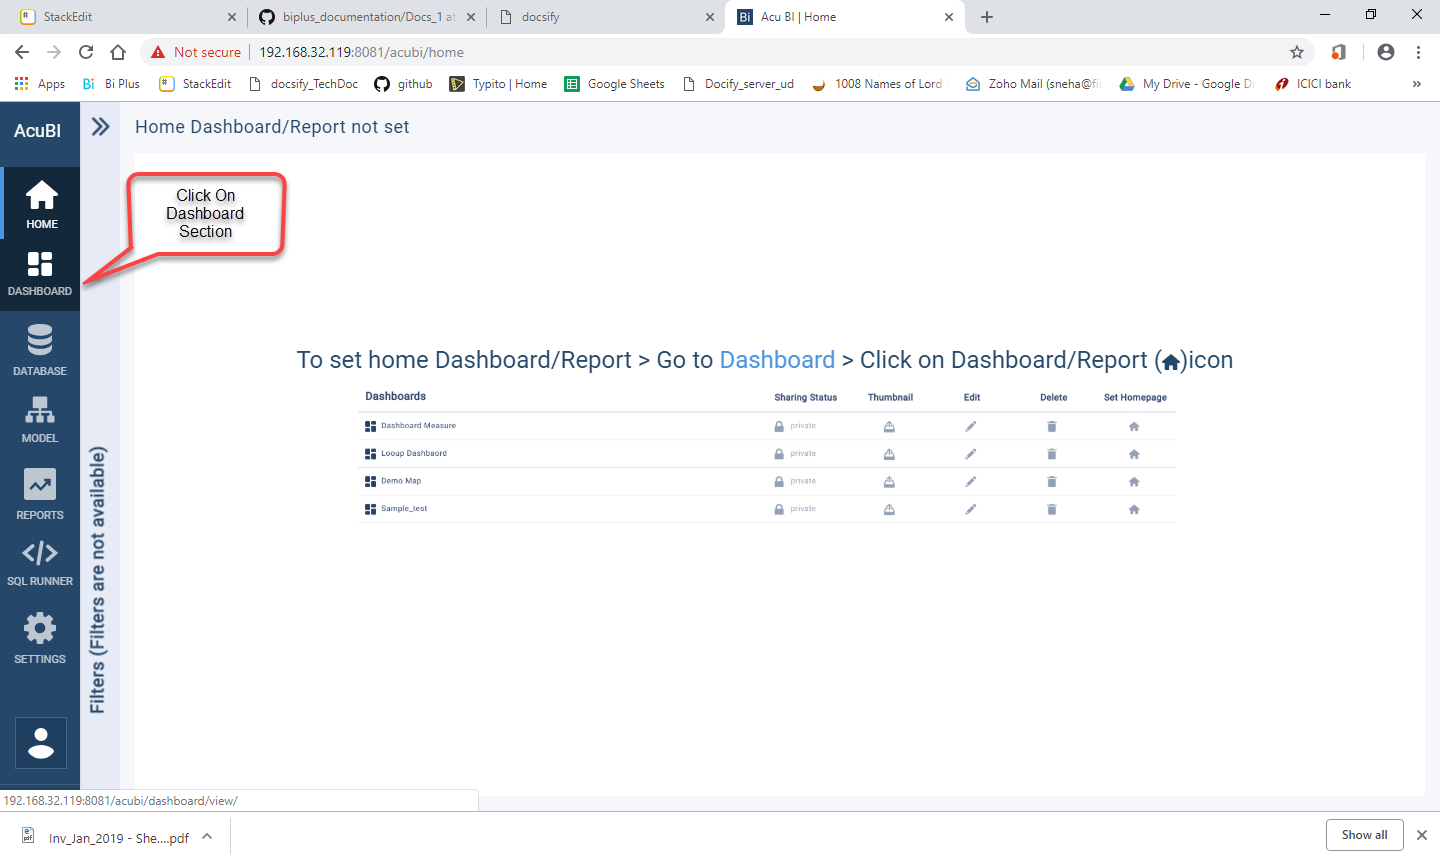 StackEdit
biplus_documentation/Docs_1 at
docsify
Acu BI | Home
Not secure
192.168.32.119:8081/acubi/home
Apps
Bi Plus
StackEdit
docsify_TechDoc
github
Typito | Home
Google Sheets
Docify_server_ud
1008 Names of Lord
Zoho Mail (sneha@fi
My Drive - Google Dr
ICICI bank
AcuBI
HOME
DASHBOARD
DATABASE
MODEL
REPORTS
SQL RUNNER
SETTINGS
Filters (Filters are not available)
Home Dashboard/Report not set
Click On
Dashboard
Section
To set home Dashboard/Report > Go to Dashboard > Click on Dashboard/Report ()icon
Dashboards Sharing Status Thumbnail Edit Delete Set Homepage
Dashboard Measure private
Looup Dashbaord private
Demo Map private
Sample_test private
192.168.32.119:8081/acubi/dashboard/view/
Inv_Jan_2019 - She....pdf
Show all